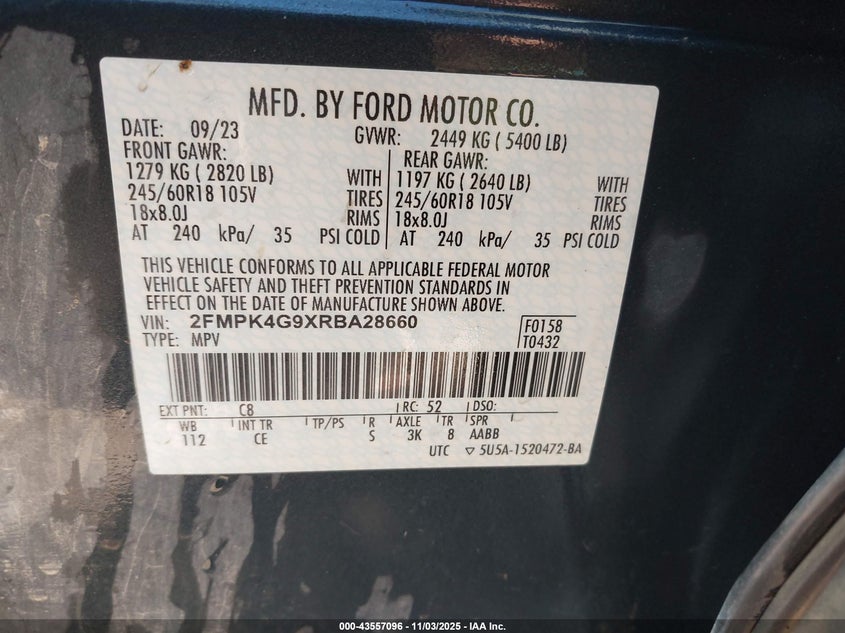 MFD. BY FORD MOTOR CO.
DATE: 09/23 GVWR: 2449 KG ( 5400 LB)
FRONT GAWR: REAR GAWR:
1279 KG ( 2820 LB) WITH 1197 KG ( 2640 LB) WITH
245/60R18 105V TIRES 245/60R18 105V TIRES
18x8.0J RIMS 18x8.0J RIMS
AT 240 kPa/ 35 PSI COLD AT 240 kPa/ 35 PSI COLD
THIS VEHICLE CONFORMS TO ALL APPLICABLE FEDERAL MOTOR
VEHICLE SAFETY AND THEFT PREVENTION STANDARDS IN
EFFECT ON THE DATE OF MANUFACTURE SHOWN ABOVE.
VIN: 2FMPK4G9XRBA28660 F0158
TYPE: MPV T0432
EXT PNT: C8 RC: 52 DSO:
WB INT TR TP/PS R AXLE TR SPR
112 CE S 3K 8 AABB
UTC ▽ 5U5A-1520472-BA
000-43557096 - 11/03/2025 - IAA Inc.